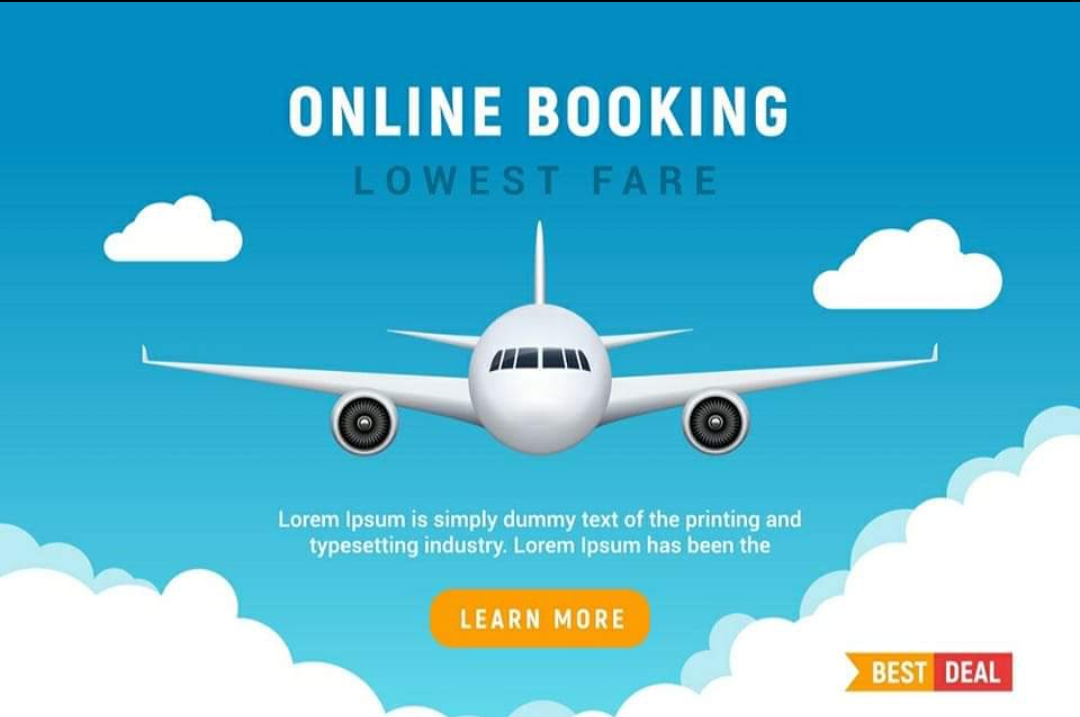 ONLINE BOOKING
LOWEST FARE
Lorem Ipsum is simply dummy text of the printing and
typesetting industry. Lorem Ipsum has been the
LEARN MORE
BEST DEAL